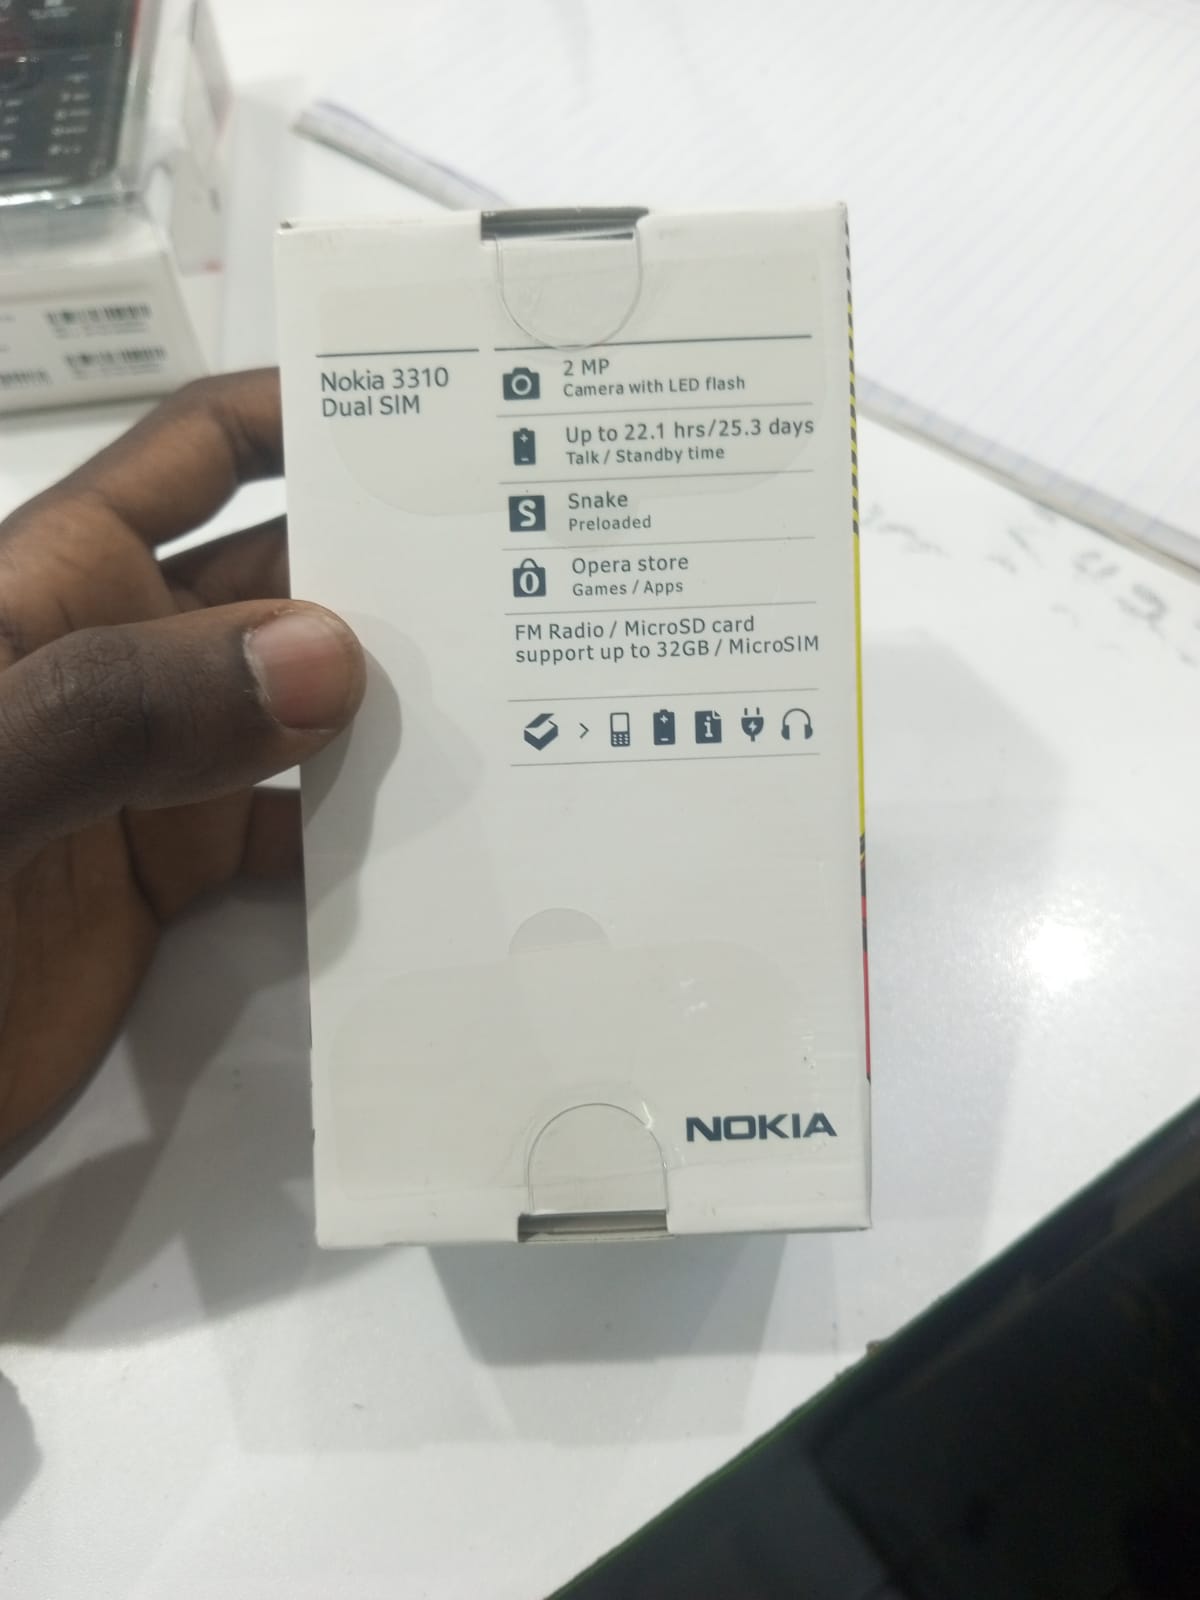 Nokia 3310
Dual SIM
2 MP
Camera with LED flash
Up to 22.1 hrs/25.3 days
Talk / Standby time
S
Snake
Preloaded
Opera store
Games / Apps
FM Radio / MicroSD card
support up to 32GB / MicroSIM
NOKIA